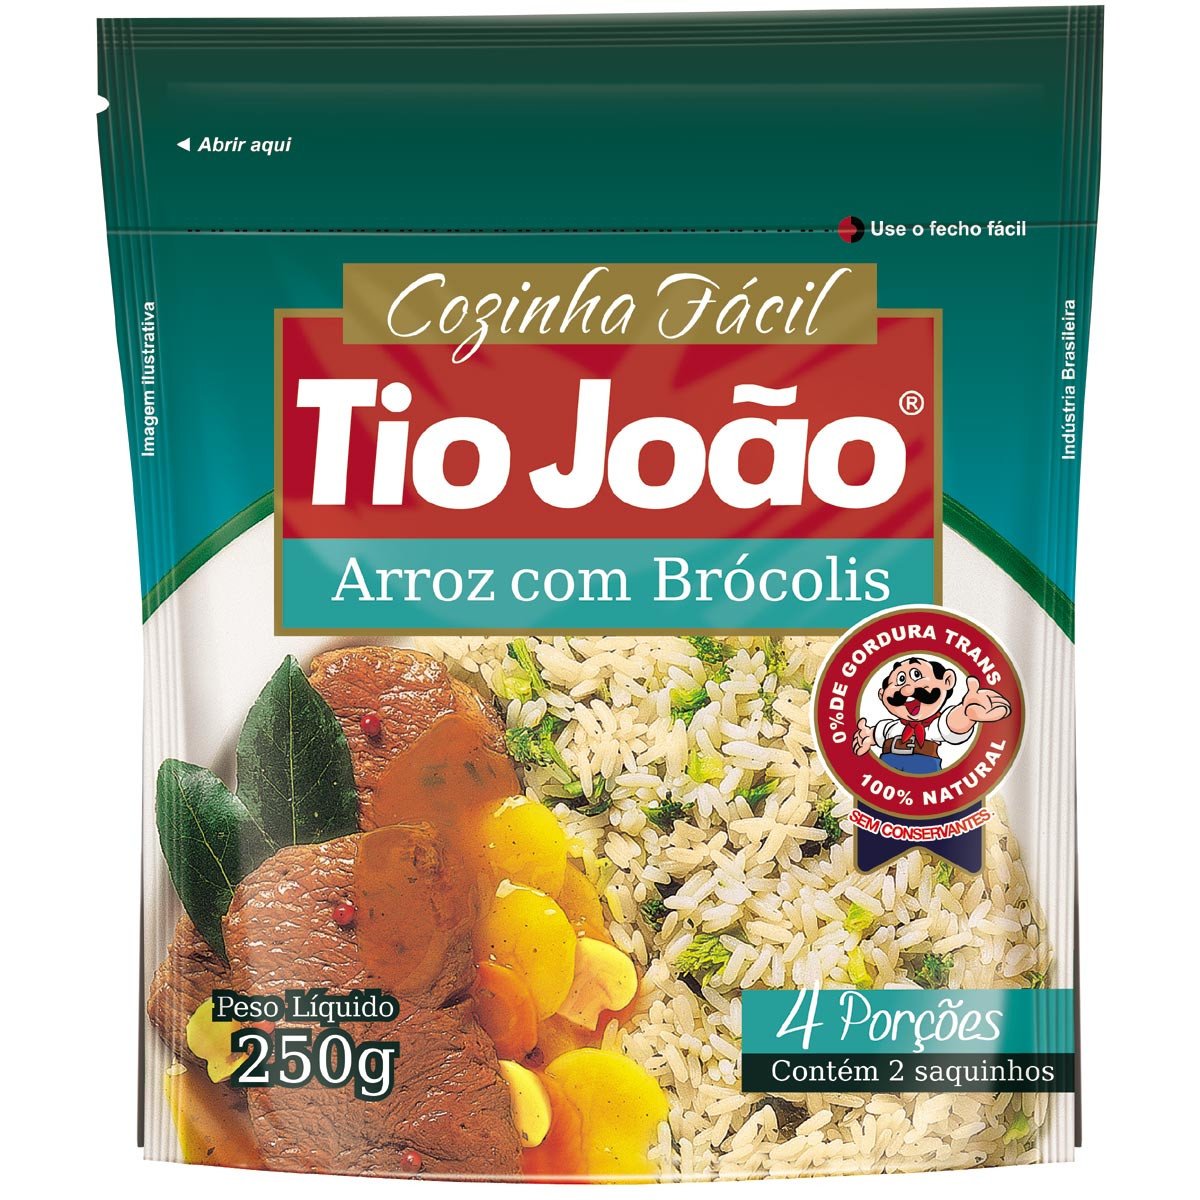 Abrir aqui
Use o fecho fácil
Cozinha Fácil
Tio João®
Arroz com Brócolis
Imagem ilustrativa
Indústria Brasileira
0% DE GORDURA TRANS
100% NATURAL
SEM CONSERVANTES
Peso Líquido
250g
4 Porções
Contém 2 saquinhos